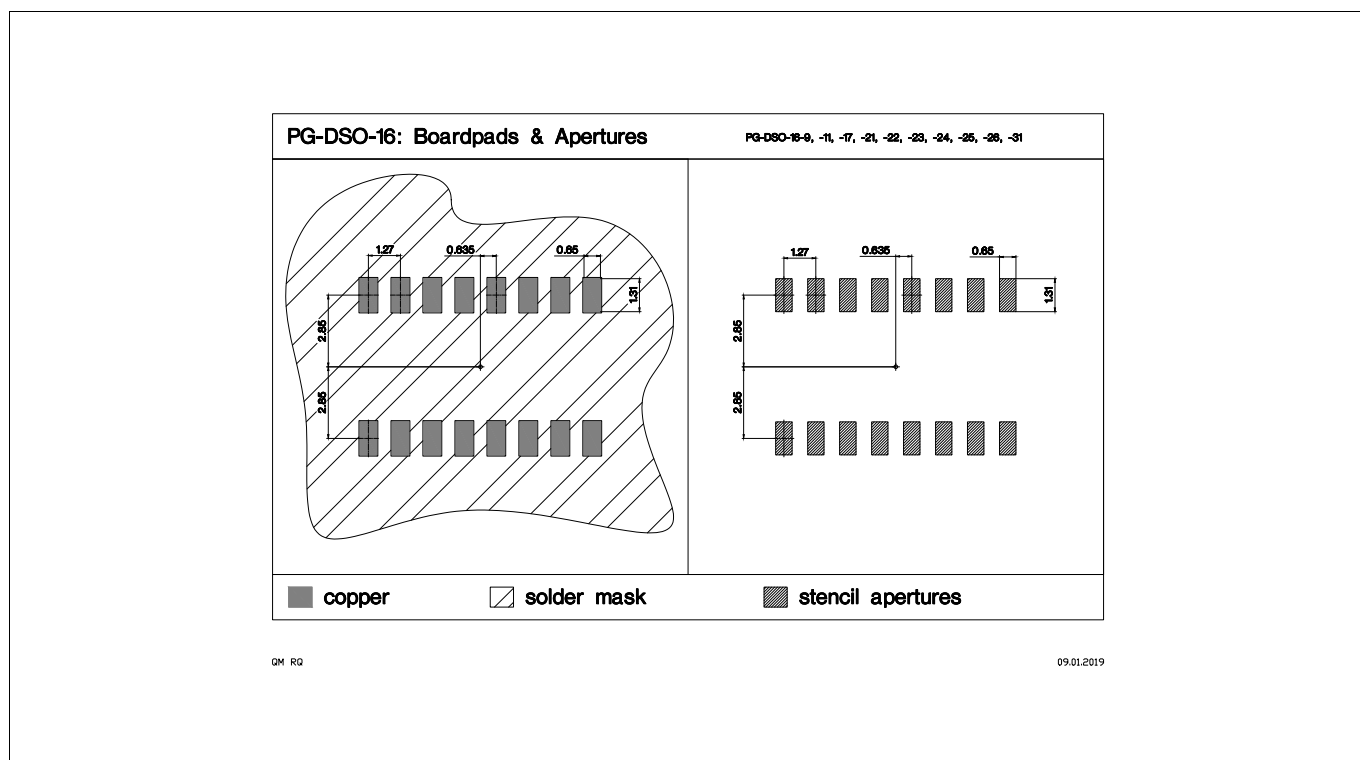 PG-DSO-16: Boardpads & Apertures
PG-DSO-16-9, -11, -17, -21, -22, -23, -24, -25, -26, -31
1.27
0.635
0.65
1.31
2.85
2.85
1.27
0.635
0.65
1.31
2.85
2.85
copper
solder mask
stencil apertures
QM RQ
09.01.2019